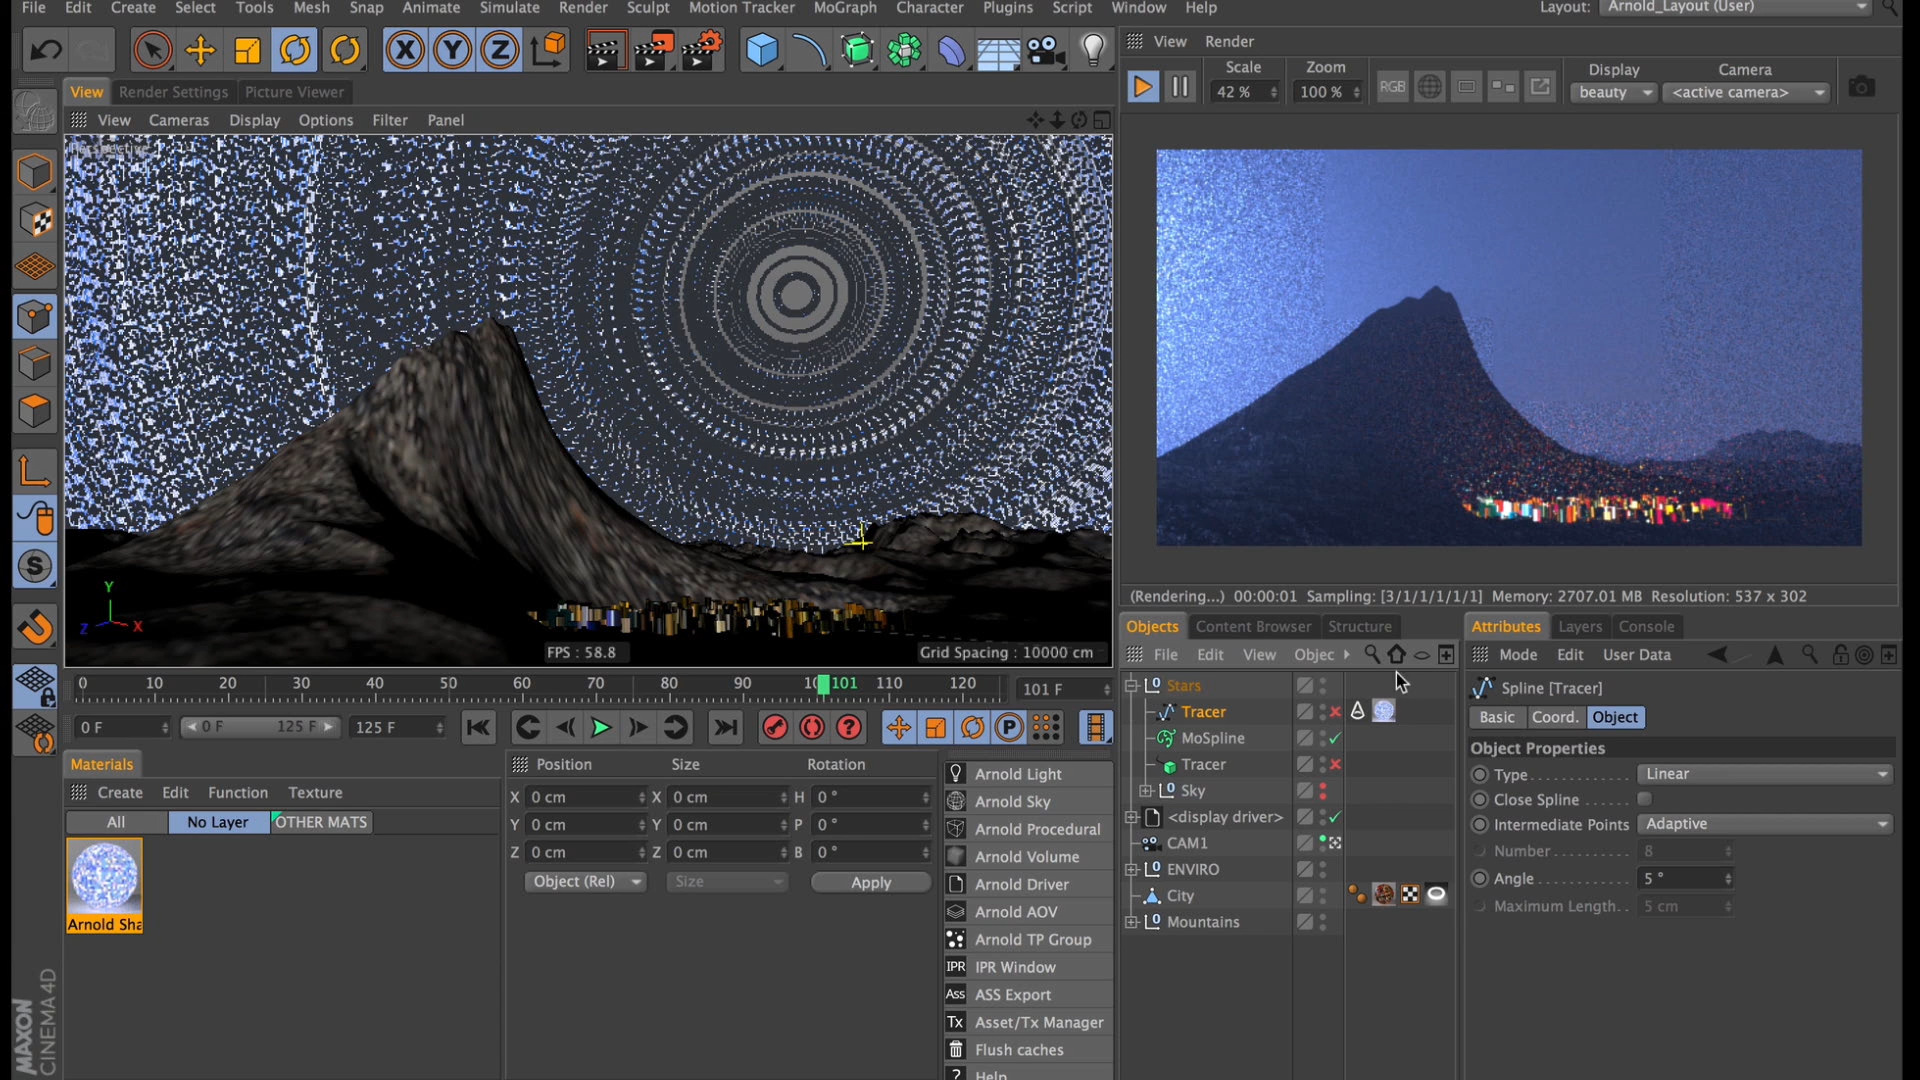 File Edit Create Select Tools Mesh Snap Animate Simulate Render Sculpt Motion Tracker MoGraph Character Plugins Script Window Help Layout: Arnold_Layout (User)
View Render
Scale Zoom Display Camera
42 % 100 % RGB beauty <active camera>
X Y Z
View Render Settings Picture Viewer
View Cameras Display Options Filter Panel
Perspective
Y
Z X
FPS : 58.8 Grid Spacing : 10000 cm
(Rendering...) 00:00:01 Sampling: [3/1/1/1/1/1] Memory: 2707.01 MB Resolution: 537 x 302
Objects Content Browser Structure
File Edit View Objec
Stars
Tracer
MoSpline
Tracer
Sky
<display driver>
CAM1
ENVIRO
City
Mountains
Attributes Layers Console
Mode Edit User Data
Spline [Tracer]
Basic Coord. Object
Object Properties
Type Linear
Close Spline
Intermediate Points Adaptive
Number 8
Angle 5 °
Maximum Length 5 cm
0 10 20 30 40 50 60 70 80 90 10 101 110 120 101 F
0 F 0 F 125 F 125 F
Materials
Create Edit Function Texture
All No Layer OTHER MATS
Arnold Sha
Position Size Rotation
X 0 cm X 0 cm H 0 °
Y 0 cm Y 0 cm P 0 °
Z 0 cm Z 0 cm B 0 °
Object (Rel) Size Apply
Arnold Light
Arnold Sky
Arnold Procedural
Arnold Volume
Arnold Driver
Arnold AOV
Arnold TP Group
IPR IPR Window
Ass ASS Export
Tx Asset/Tx Manager
Flush caches
? Help
MAXON
CINEMA4D